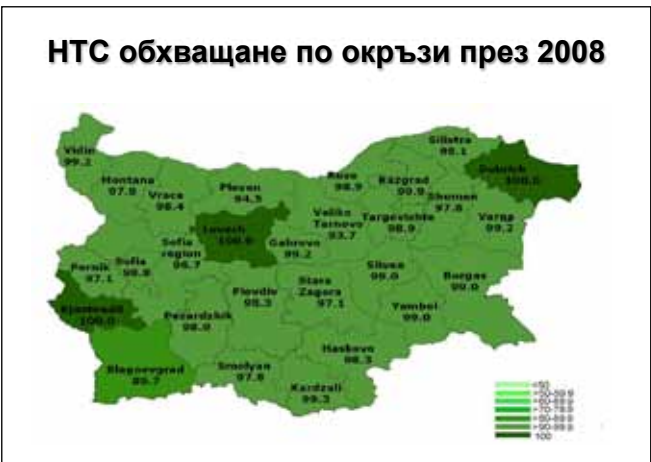 НТС обхващане по окръзи през 2008
Vidin
99.2
Montana
97.9
Vraca
98.4
Pleven
94.5
Ruse
98.9
Silistra
98.1
Razgrad
99.9
Dobrich
100.0
Shumen
97.8
Varna
99.2
Targovishte
98.9
Veliko
Tarnovo
93.7
Lovech
100.0
Gabrovo
99.2
Sofia
region
96.7
Sofia
98.8
Pernik
97.1
Kjustendil
100.0
Blagoevgrad
89.7
Pazardzhik
98.0
Plovdiv
98.3
Stara
Zagora
97.1
Sliven
99.0
Burgas
99.0
Yambol
99.0
Haskovo
98.3
Smolyan
97.8
Kardzali
99.3
<50
100